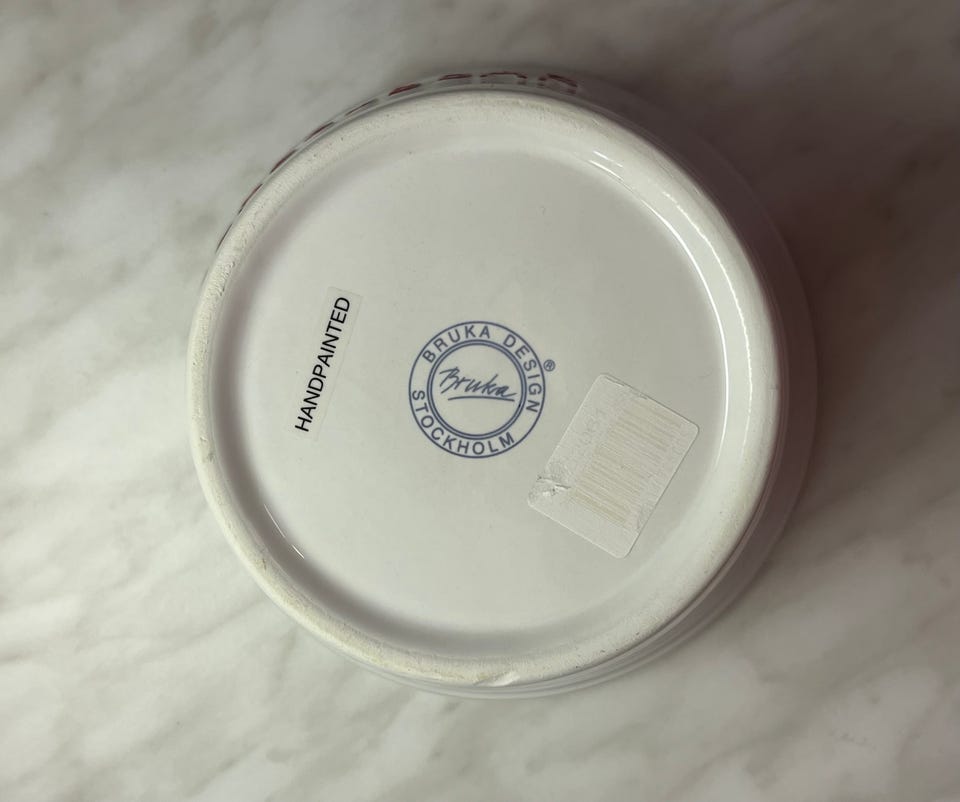 HANDPAINTED
BRUKA DESIGN
®
Bruka
STOCKHOLM